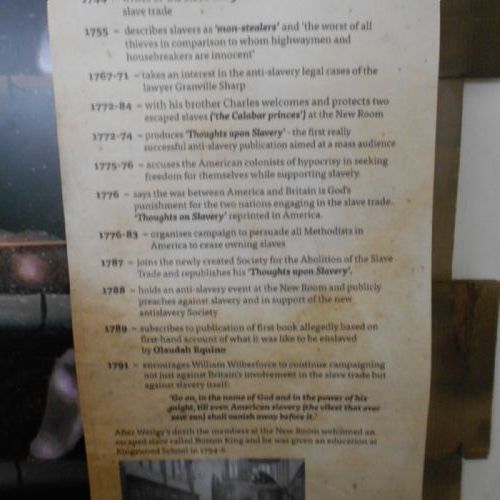 slave trade
1755 – describes slavers as 'man-stealers' and 'the worst of all
thieves in comparison to whom highwaymen and
housebreakers are innocent'
1767-71 – takes an interest in the anti-slavery legal cases of the
lawyer Granville Sharp
1772-84 – with his brother Charles welcomes and protects two
escaped slaves ('the Calabar princes') at the New Room
1772-74 – produces 'Thoughts upon Slavery' - the first really
successful anti-slavery publication aimed at a mass audience
1775-76 – accuses the American colonists of hypocrisy in seeking
freedom for themselves while supporting slavery.
1776 – says the war between America and Britain is God's
punishment for the two nations engaging in the slave trade.
'Thoughts on Slavery' reprinted in America.
1776-83 – organises campaign to persuade all Methodists in
America to cease owning slaves
1787 – joins the newly created Society for the Abolition of the Slave
Trade and republishes his 'Thoughts upon Slavery'.
1788 – holds an anti-slavery event at the New Room and publicly
preaches against slavery and in support of the new
antislavery Society
1789 – subscribes to publication of first book allegedly based on
first-hand account of what it was like to be enslaved
by Olaudah Equino
1791 – encourages William Wilberforce to continue campaigning
not just against Britain's involvement in the slave trade but
against slavery itself:
'Go on, in the name of God and in the power of his
might, till even American slavery (the vilest that ever
saw sun) shall vanish away before it.'
After Wesley's death the members at the New Room welcomed an
escaped slave called Boston King and he was given an education at
Kingswood School in 1794-6